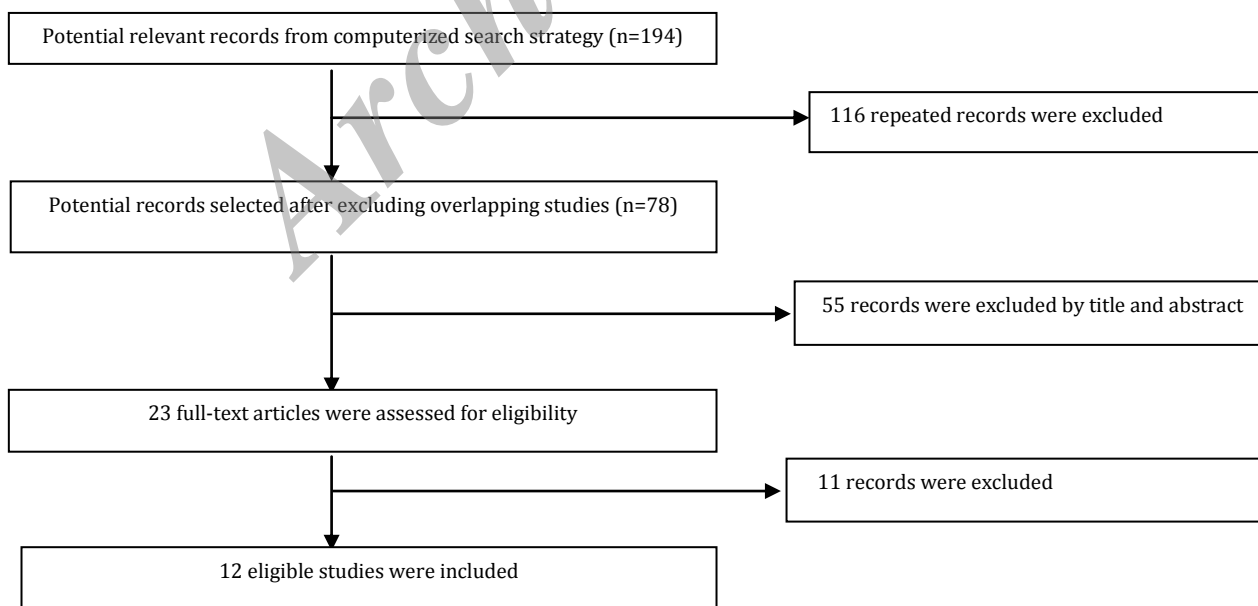 Potential relevant records from computerized search strategy (n=194)
116 repeated records were excluded
Potential records selected after excluding overlapping studies (n=78)
55 records were excluded by title and abstract
23 full-text articles were assessed for eligibility
11 records were excluded
12 eligible studies were included
Arch